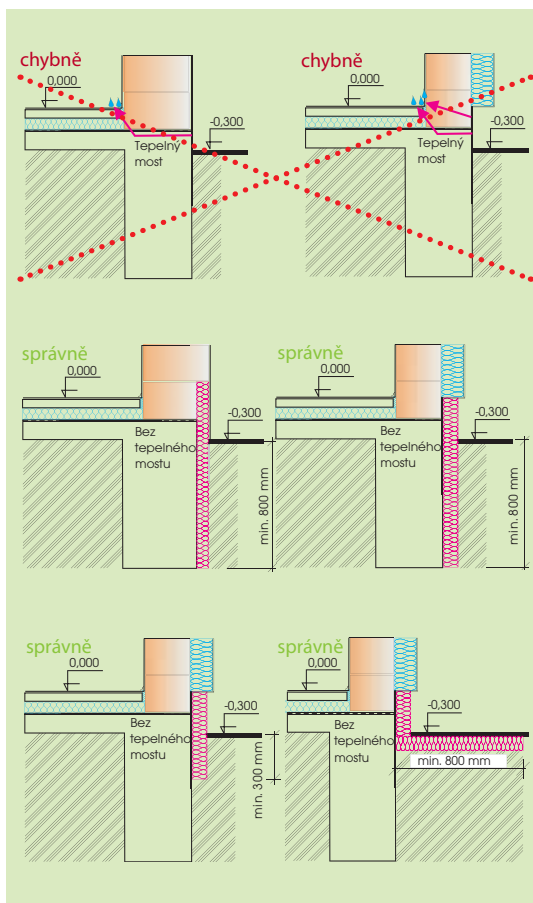 chybně
0,000
-0,300
Tepelný
most
chybně
0,000
-0,300
Tepelný
most
správně
0,000
-0,300
Bez
tepelného
mostu
min. 800 mm
správně
0,000
-0,300
Bez
tepelného
mostu
min. 800 mm
správně
0,000
-0,300
Bez
tepelného
mostu
min. 300 mm
správně
0,000
-0,300
Bez
tepelného
mostu
min. 800 mm